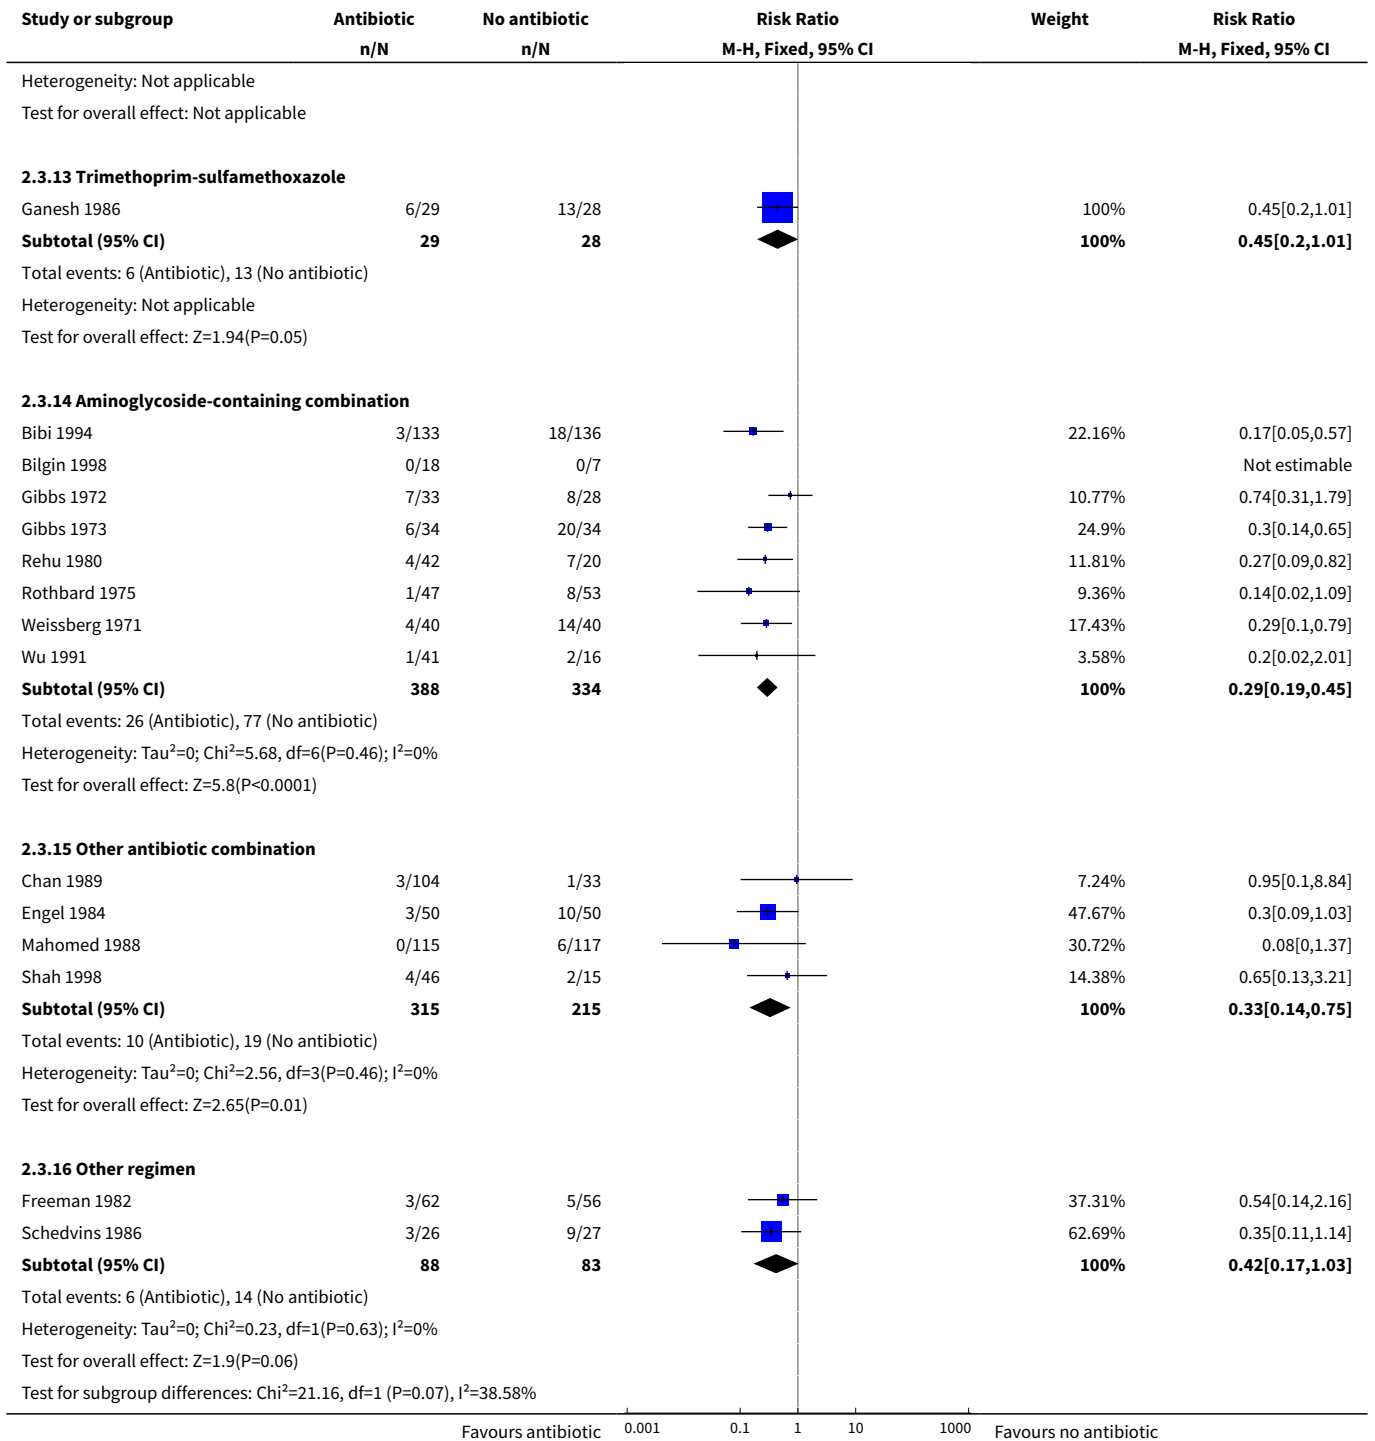 Study or subgroup Antibiotic No antibiotic Risk Ratio Weight Risk Ratio
n/N n/N M-H, Fixed, 95% CI M-H, Fixed, 95% CI
Heterogeneity: Not applicable
Test for overall effect: Not applicable
2.3.13 Trimethoprim-sulfamethoxazole
Ganesh 1986 6/29 13/28 100% 0.45[0.2,1.01]
Subtotal (95% CI) 29 28 100% 0.45[0.2,1.01]
Total events: 6 (Antibiotic), 13 (No antibiotic)
Heterogeneity: Not applicable
Test for overall effect: Z=1.94(P=0.05)
2.3.14 Aminoglycoside-containing combination
Bibi 1994 3/133 18/136 22.16% 0.17[0.05,0.57]
Bilgin 1998 0/18 0/7 Not estimable
Gibbs 1972 7/33 8/28 10.77% 0.74[0.31,1.79]
Gibbs 1973 6/34 20/34 24.9% 0.3[0.14,0.65]
Rehu 1980 4/42 7/20 11.81% 0.27[0.09,0.82]
Rothbard 1975 1/47 8/53 9.36% 0.14[0.02,1.09]
Weissberg 1971 4/40 14/40 17.43% 0.29[0.1,0.79]
Wu 1991 1/41 2/16 3.58% 0.2[0.02,2.01]
Subtotal (95% CI) 388 334 100% 0.29[0.19,0.45]
Total events: 26 (Antibiotic), 77 (No antibiotic)
Heterogeneity: Tau²=0; Chi²=5.68, df=6(P=0.46); I²=0%
Test for overall effect: Z=5.8(P<0.0001)
2.3.15 Other antibiotic combination
Chan 1989 3/104 1/33 7.24% 0.95[0.1,8.84]
Engel 1984 3/50 10/50 47.67% 0.3[0.09,1.03]
Mahomed 1988 0/115 6/117 30.72% 0.08[0,1.37]
Shah 1998 4/46 2/15 14.38% 0.65[0.13,3.21]
Subtotal (95% CI) 315 215 100% 0.33[0.14,0.75]
Total events: 10 (Antibiotic), 19 (No antibiotic)
Heterogeneity: Tau²=0; Chi²=2.56, df=3(P=0.46); I²=0%
Test for overall effect: Z=2.65(P=0.01)
2.3.16 Other regimen
Freeman 1982 3/62 5/56 37.31% 0.54[0.14,2.16]
Schedvins 1986 3/26 9/27 62.69% 0.35[0.11,1.14]
Subtotal (95% CI) 88 83 100% 0.42[0.17,1.03]
Total events: 6 (Antibiotic), 14 (No antibiotic)
Heterogeneity: Tau²=0; Chi²=0.23, df=1(P=0.63); I²=0%
Test for overall effect: Z=1.9(P=0.06)
Test for subgroup differences: Chi²=21.16, df=1 (P=0.07), I²=38.58%
Favours antibiotic 0.001 0.1 1 10 1000 Favours no antibiotic